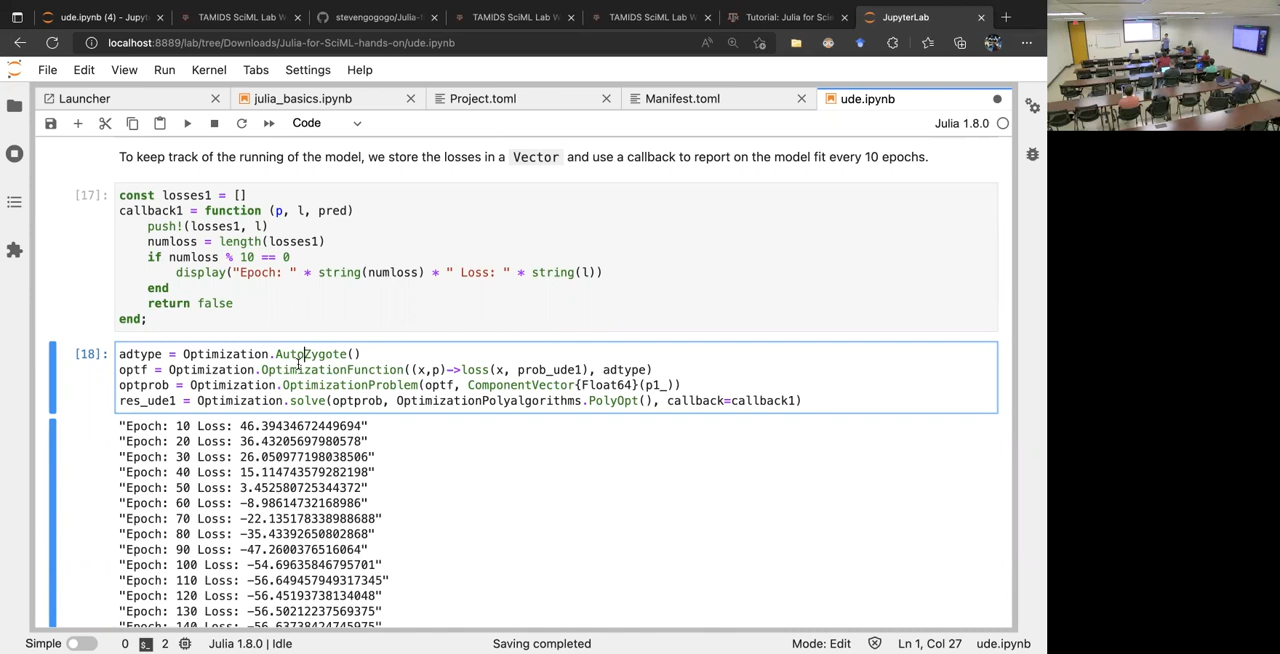 ude.ipynb (4) - Jupyt
TAMIDS SciML Lab W
stevengogogo/Julia-
TAMIDS SciML Lab W
TAMIDS SciML Lab W
Tutorial: Julia for Scie
JupyterLab
localhost:8889/lab/tree/Downloads/Julia-for-SciML-hands-on/ude.ipynb
File Edit View Run Kernel Tabs Settings Help
Launcher
julia_basics.ipynb
Project.toml
Manifest.toml
ude.ipynb
Code
Julia 1.8.0
To keep track of the running of the model, we store the losses in a Vector and use a callback to report on the model fit every 10 epochs.
[17]: const losses1 = []
callback1 = function (p, l, pred)
push!(losses1, l)
numloss = length(losses1)
if numloss % 10 == 0
display("Epoch: " * string(numloss) * " Loss: " * string(l))
end
return false
end;
[18]: adtype = Optimization.AutoZygote()
optf = Optimization.OptimizationFunction((x,p)->loss(x, prob_ude1), adtype)
optprob = Optimization.OptimizationProblem(optf, ComponentVector{Float64}(p1_))
res_ude1 = Optimization.solve(optprob, OptimizationPolyalgorithms.PolyOpt(), callback=callback1)
"Epoch: 10 Loss: 46.39434672449694"
"Epoch: 20 Loss: 36.43205697980578"
"Epoch: 30 Loss: 26.050977198038506"
"Epoch: 40 Loss: 15.114743579282198"
"Epoch: 50 Loss: 3.452580725344372"
"Epoch: 60 Loss: -8.98614732168986"
"Epoch: 70 Loss: -22.135178338988688"
"Epoch: 80 Loss: -35.43392650802868"
"Epoch: 90 Loss: -47.2600376516064"
"Epoch: 100 Loss: -54.69635846795701"
"Epoch: 110 Loss: -56.649457949317345"
"Epoch: 120 Loss: -56.45193738134048"
"Epoch: 130 Loss: -56.50212237569375"
"Epoch: 140 Loss: -56.63738424745975"
Simple 0 2 Julia 1.8.0 | Idle Saving completed Mode: Edit Ln 1, Col 27 ude.ipynb